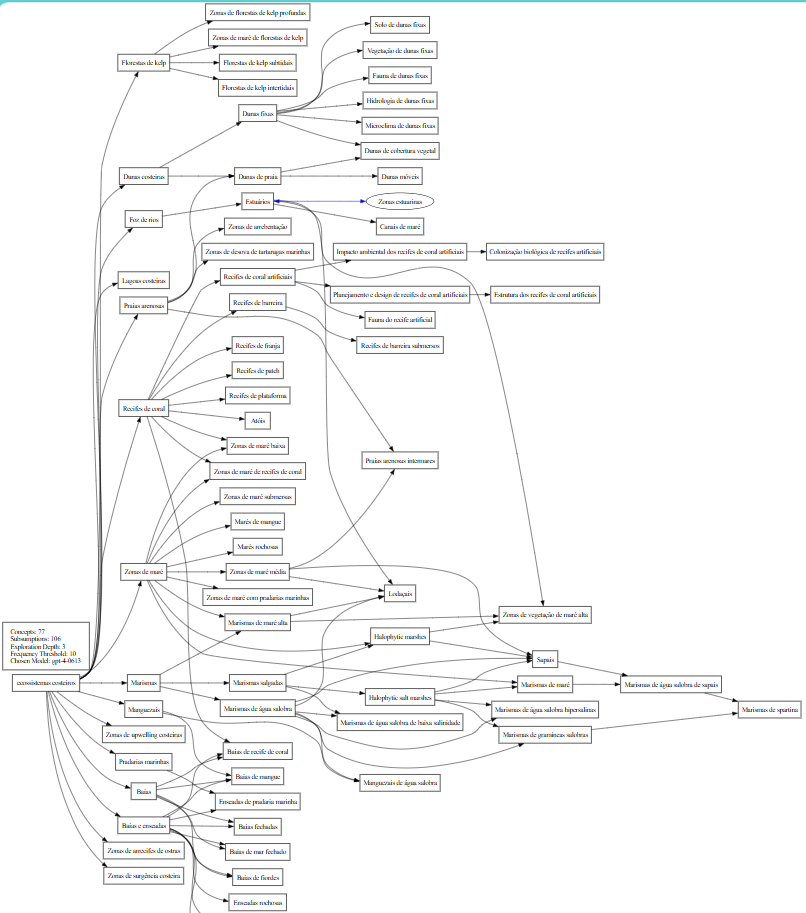 Zonas de florestas de kelp profundas
Zonas de maré de florestas de kelp
Florestas de kelp
Florestas de kelp subtidais
Florestas de kelp intertidais
Solo de dunas fixas
Vegetação de dunas fixas
Fauna de dunas fixas
Hidrologia de dunas fixas
Dunas fixas
Microclima de dunas fixas
Dunas de cobertura vegetal
Dunas costeiras
Dunas de praia
Dunas móveis
Estuários
Zonas estuarinas
Foz de rios
Zonas de arrebentação
Canais de maré
Zonas de desova de tartarugas marinhas
Impacto ambiental dos recifes de coral artificiais
Colonização biológica de recifes artificiais
Lagoas costeiras
Recifes de coral artificiais
Planejamento e design de recifes de coral artificiais
Estrutura dos recifes de coral artificiais
Praias arenosas
Recifes de barreira
Fauna do recife artificial
Recifes de franja
Recifes de barreira submersos
Recifes de patch
Recifes de plataforma
Recifes de coral
Atóis
Zonas de maré baixa
Praias arenosas intermares
Zonas de maré de recifes de coral
Zonas de maré submersas
Marés de mangue
Marés rochosas
Zonas de maré
Zonas de maré média
Zonas de maré com pradarias marinhas
Lodaçais
Marismas de maré alta
Zonas de vegetação de maré alta
Halophytic marshes
Concepts: 77
Subsumptions: 106
Exploration Depth: 3
Frequency Threshold: 10
Chosen Model: gpt-4-0613
Sapais
ecossistemas costeiros
Marismas
Marismas salgadas
Marismas de maré
Marismas de água salobra de sapais
Halophytic salt marshes
Manguezais
Marismas de água salobra
Marismas de água salobra hipersalinas
Marismas de spartina
Marismas de água salobra de baixa salinidade
Zonas de upwelling costeiras
Marismas de gramíneas salobras
Baías de recife de coral
Pradarias marinhas
Baías de mangue
Manguezais de água salobra
Baías
Enseadas de pradaria marinha
Baías e enseadas
Baías fechadas
Zonas de arrecifes de ostras
Baías de mar fechado
Zonas de surgência costeira
Baías de fiordes
Enseadas rochosas